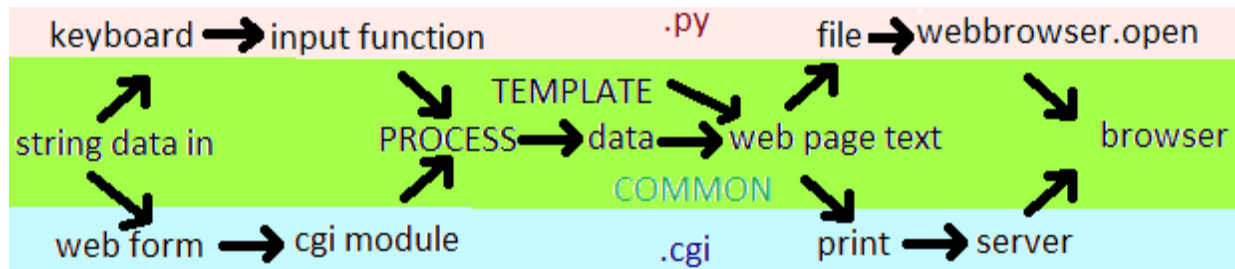 keyboard input function .py file webbrowser.open
TEMPLATE
string data in PROCESS data web page text browser
COMMON
web form cgi module .cgi print server